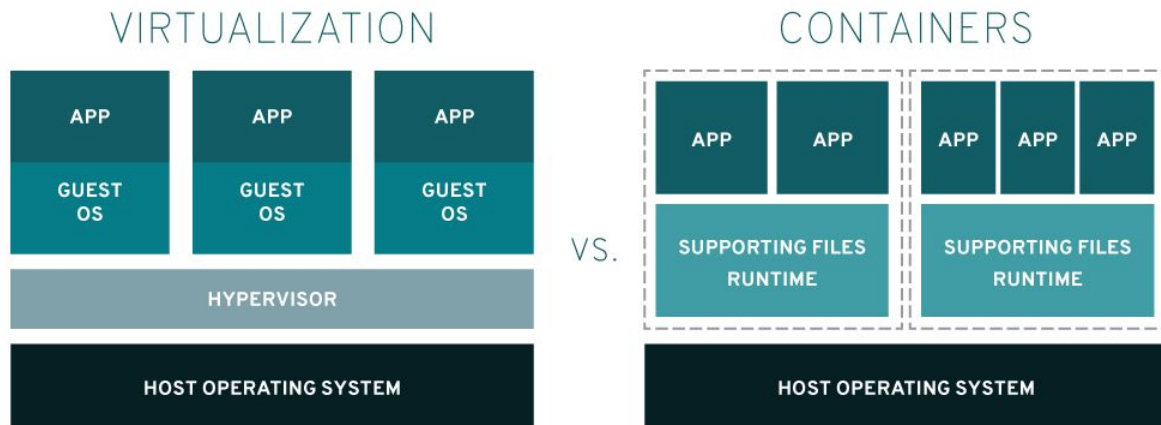 VIRTUALIZATION
APP
APP
APP
GUEST
OS
GUEST
OS
GUEST
OS
HYPERVISOR
HOST OPERATING SYSTEM
VS.
CONTAINERS
APP
APP
APP
APP
APP
SUPPORTING FILES
RUNTIME
SUPPORTING FILES
RUNTIME
HOST OPERATING SYSTEM